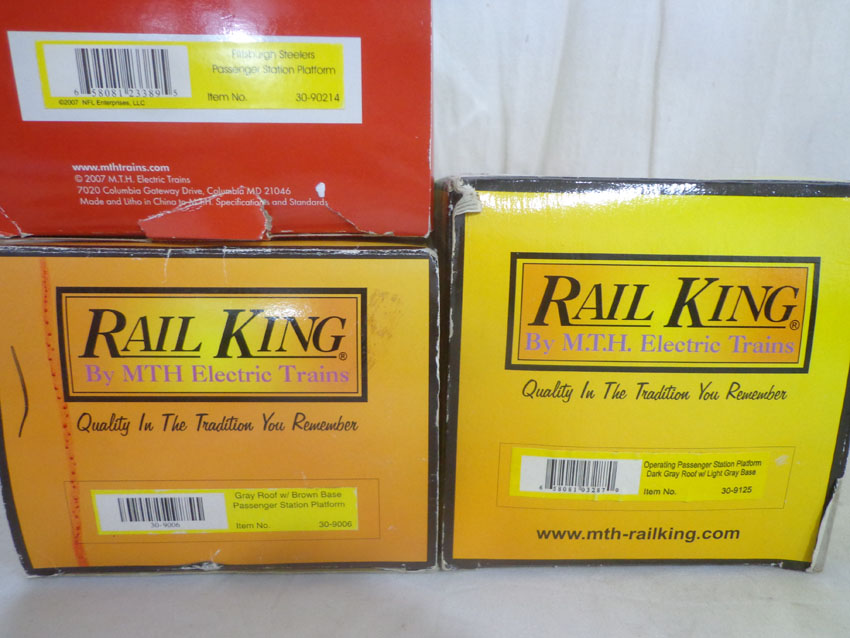 Pittsburgh Steelers
Passenger Station Platform
6 58081 23389 5
©2007 NFL Enterprises, LLC
Item No. 30-90214
www.mthtrains.com
© 2007 M.T.H. Electric Trains
7020 Columbia Gateway Drive, Columbia MD 21046
Made and Litho in China to M.T.H. Specifications and Standards
RAIL KING®
By MTH Electric Trains
Quality In The Tradition You Remember
Gray Roof w/ Brown Base
Passenger Station Platform
30-9006
Item No. 30-9006
RAIL KING®
By M.T.H. Electric Trains
Quality In The Tradition You Remember
Operating Passenger Station Platform
Dark Gray Roof w/ Light Gray Base
Item No. 30-9125
www.mth-railking.com